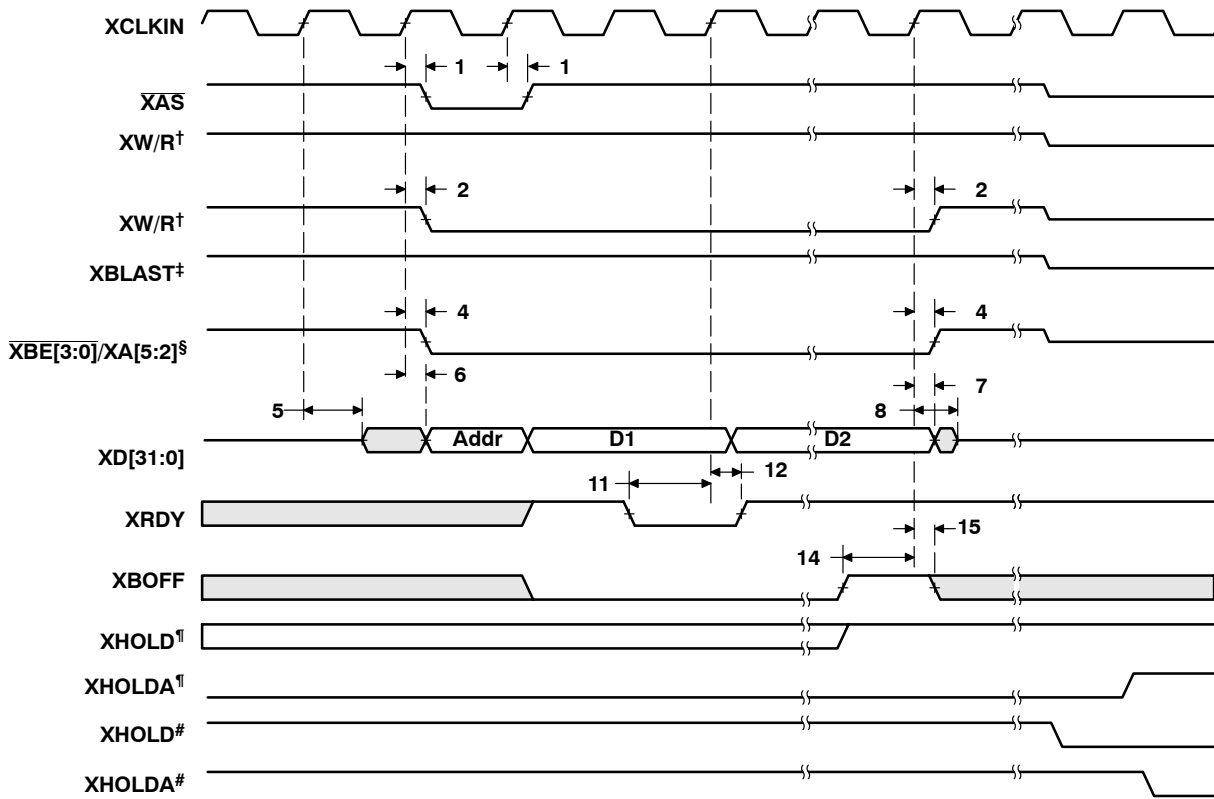 XCLKIN
1 1
XAS
XW/R†
2 2
XW/R†
XBLAST‡
4 4
XBE[3:0]/XA[5:2]§
6 7
5 8
XD[31:0] Addr D1 D2
11 12
XRDY
15
14
XBOFF
XHOLD¶
XHOLDA¶
XHOLD#
XHOLDA#